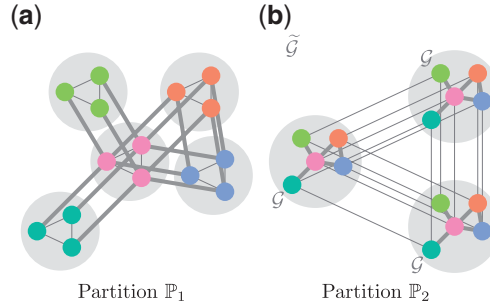 (a)
(b)
𝒢̃
𝒢
𝒢
𝒢
Partition ℙ₁
Partition ℙ₂